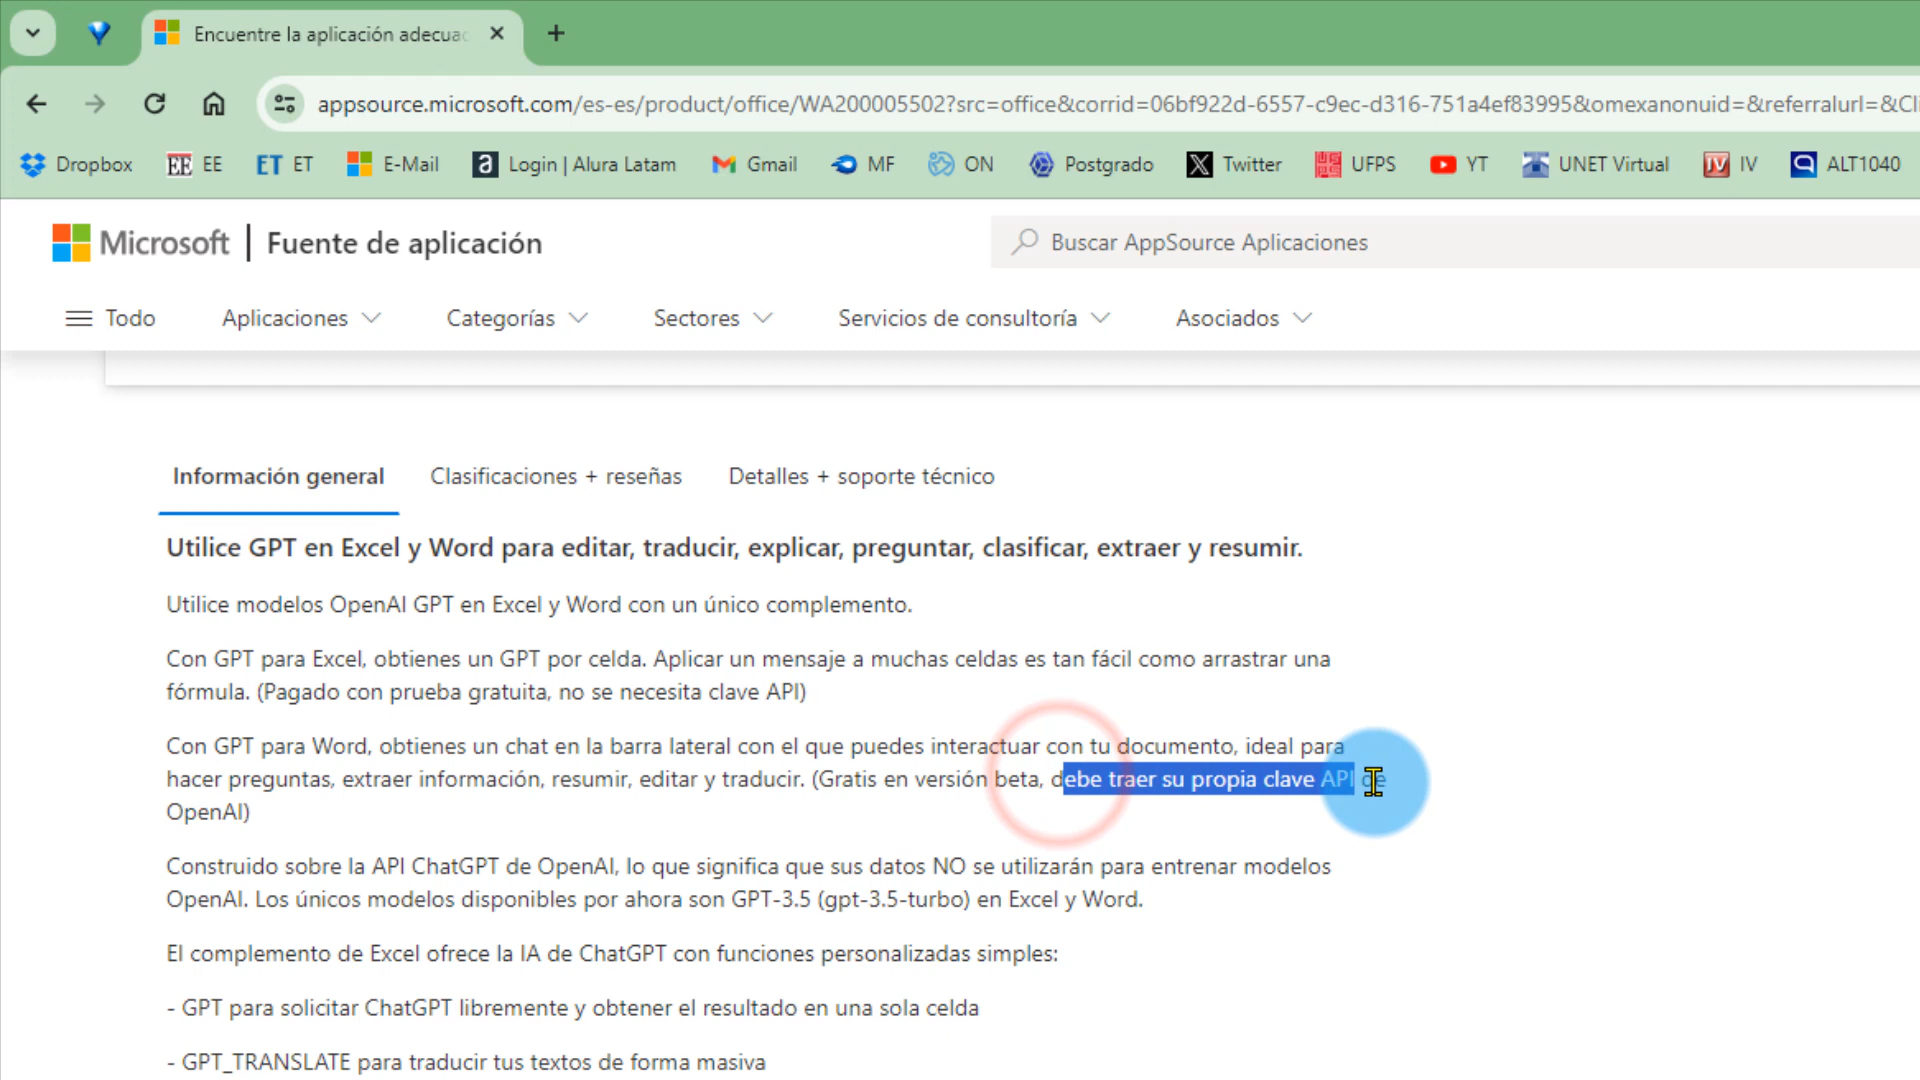 Encuentre la aplicación adecua
appsource.microsoft.com/es-es/product/office/WA200005502?src=office&corrid=06bf922d-6557-c9ec-d316-751a4ef83995&omexanonuid=&referralurl=&Cli
Dropbox EE EE ET ET E-Mail a Login | Alura Latam Gmail MF ON Postgrado X Twitter UFPS YT UNET Virtual IV IV ALT1040
Microsoft | Fuente de aplicación Buscar AppSource Aplicaciones
Todo Aplicaciones Categorías Sectores Servicios de consultoría Asociados
Información general Clasificaciones + reseñas Detalles + soporte técnico
Utilice GPT en Excel y Word para editar, traducir, explicar, preguntar, clasificar, extraer y resumir.
Utilice modelos OpenAI GPT en Excel y Word con un único complemento.
Con GPT para Excel, obtienes un GPT por celda. Aplicar un mensaje a muchas celdas es tan fácil como arrastrar una
fórmula. (Pagado con prueba gratuita, no se necesita clave API)
Con GPT para Word, obtienes un chat en la barra lateral con el que puedes interactuar con tu documento, ideal para
hacer preguntas, extraer información, resumir, editar y traducir. (Gratis en versión beta, debe traer su propia clave API de
OpenAI)
Construido sobre la API ChatGPT de OpenAI, lo que significa que sus datos NO se utilizarán para entrenar modelos
OpenAI. Los únicos modelos disponibles por ahora son GPT-3.5 (gpt-3.5-turbo) en Excel y Word.
El complemento de Excel ofrece la IA de ChatGPT con funciones personalizadas simples:
- GPT para solicitar ChatGPT libremente y obtener el resultado en una sola celda
- GPT_TRANSLATE para traducir tus textos de forma masiva